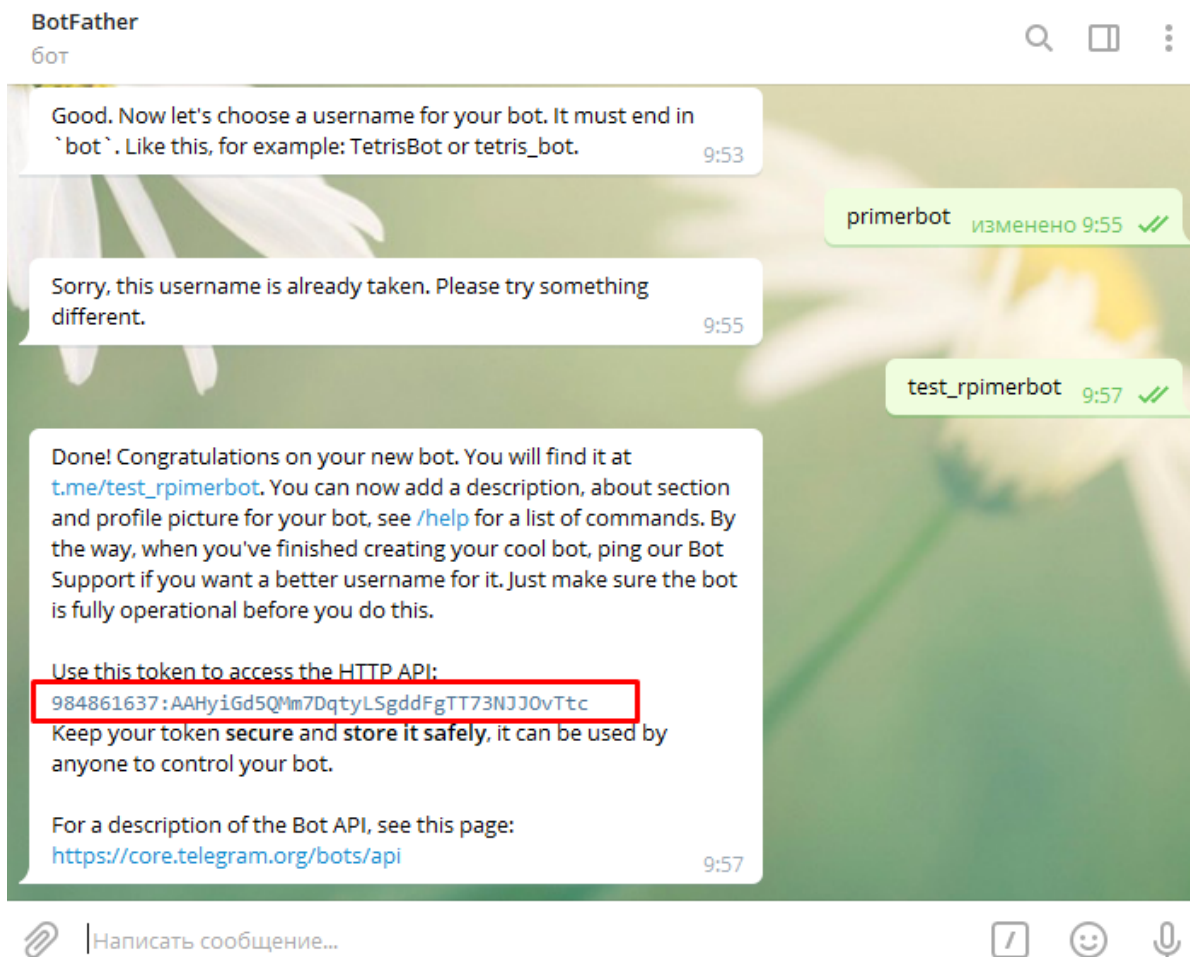 BotFather
бот
Good. Now let's choose a username for your bot. It must end in
`bot`. Like this, for example: TetrisBot or tetris_bot.
9:53
primerbot
изменено 9:55
Sorry, this username is already taken. Please try something
different.
9:55
test_rpimerbot
9:57
Done! Congratulations on your new bot. You will find it at
t.me/test_rpimerbot. You can now add a description, about section
and profile picture for your bot, see /help for a list of commands. By
the way, when you've finished creating your cool bot, ping our Bot
Support if you want a better username for it. Just make sure the bot
is fully operational before you do this.
Use this token to access the HTTP API:
984861637:AAHyiGd5QMm7DqtyLSgddFgTT73NJJOvTtc
Keep your token secure and store it safely, it can be used by
anyone to control your bot.
For a description of the Bot API, see this page:
https://core.telegram.org/bots/api
9:57
Написать сообщение...